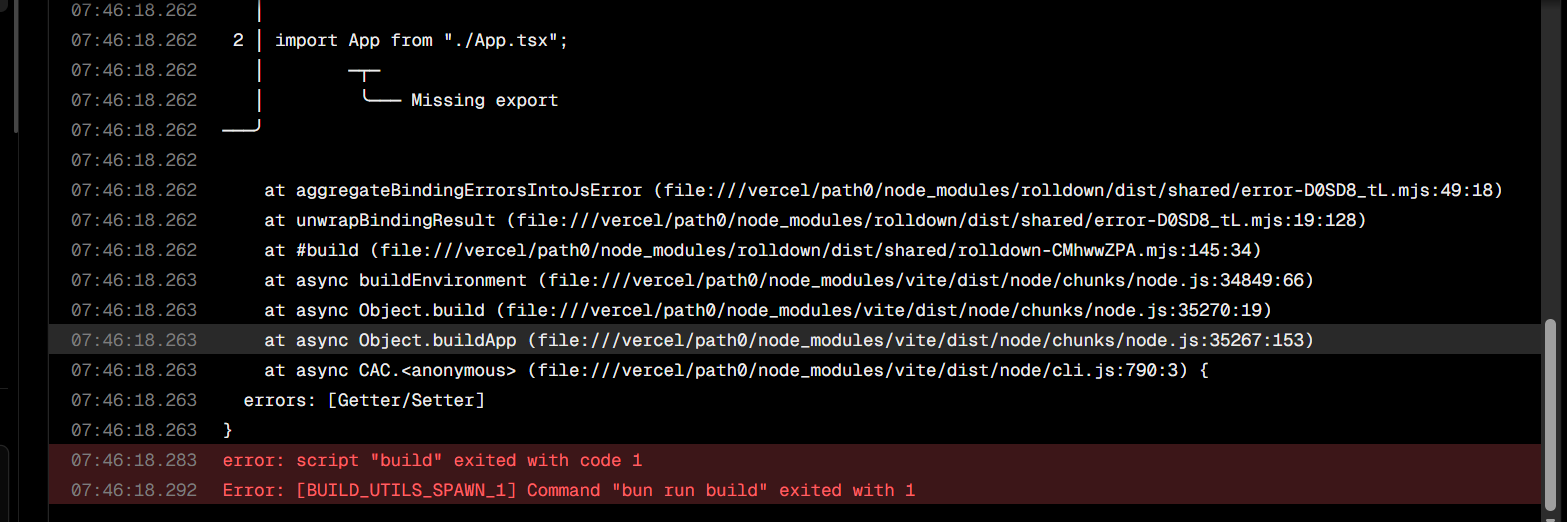 07:46:18.262 │
07:46:18.262 2 │ import App from "./App.tsx";
07:46:18.262 │ ─┬─
07:46:18.262 │ ╰─── Missing export
07:46:18.262 ───╯
07:46:18.262
07:46:18.262 at aggregateBindingErrorsIntoJsError (file:///vercel/path0/node_modules/rolldown/dist/shared/error-D0SD8_tL.mjs:49:18)
07:46:18.262 at unwrapBindingResult (file:///vercel/path0/node_modules/rolldown/dist/shared/error-D0SD8_tL.mjs:19:128)
07:46:18.262 at #build (file:///vercel/path0/node_modules/rolldown/dist/shared/rolldown-CMhwwZPA.mjs:145:34)
07:46:18.262 at async buildEnvironment (file:///vercel/path0/node_modules/vite/dist/node/chunks/node.js:34849:66)
07:46:18.262 at async Object.build (file:///vercel/path0/node_modules/vite/dist/node/chunks/node.js:35270:19)
07:46:18.263 at async Object.buildApp (file:///vercel/path0/node_modules/vite/dist/node/chunks/node.js:35267:153)
07:46:18.263 at async CAC.<anonymous> (file:///vercel/path0/node_modules/vite/dist/node/cli.js:790:3) {
07:46:18.263 errors: [Getter/Setter]
07:46:18.263 }
07:46:18.283 error: script "build" exited with code 1
07:46:18.292 Error: [BUILD_UTILS_SPAWN_1] Command "bun run build" exited with 1